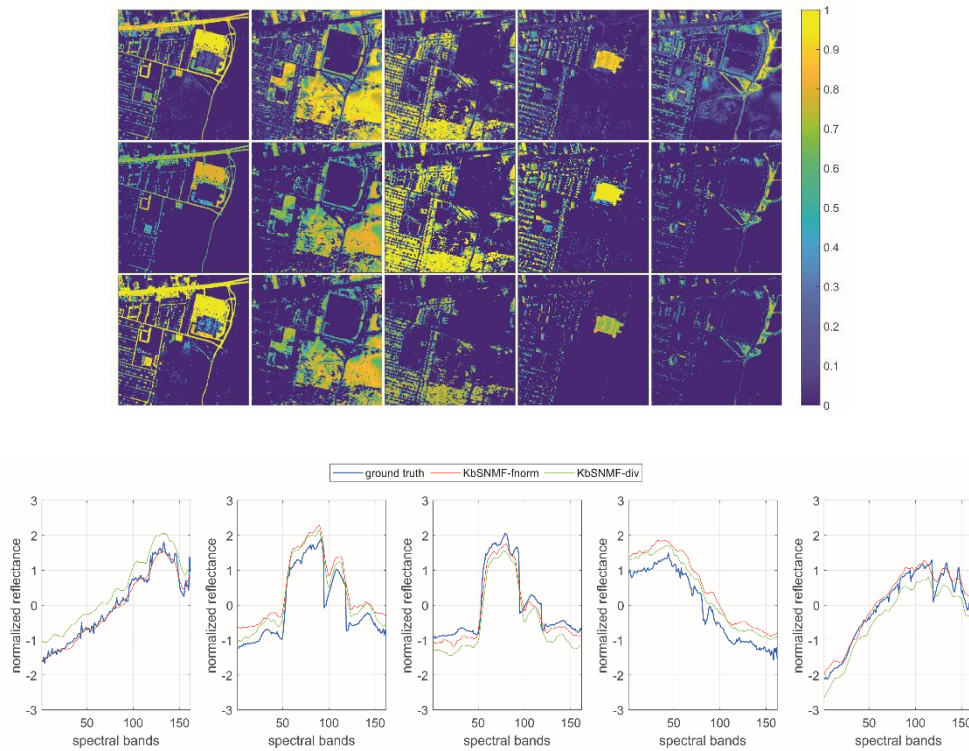 1
0.9
0.8
0.7
0.6
0.5
0.4
0.3
0.2
0.1
0
ground truth KbSNMF-fnorm KbSNMF-div
3
2
1
0
-1
-2
-3
normalized reflectance
50 100 150
spectral bands
3
2
1
0
-1
-2
-3
normalized reflectance
50 100 150
spectral bands
3
2
1
0
-1
-2
-3
normalized reflectance
50 100 150
spectral bands
3
2
1
0
-1
-2
-3
normalized reflectance
50 100 150
spectral bands
3
2
1
0
-1
-2
-3
normalized reflectance
50 100 150
spectral bands